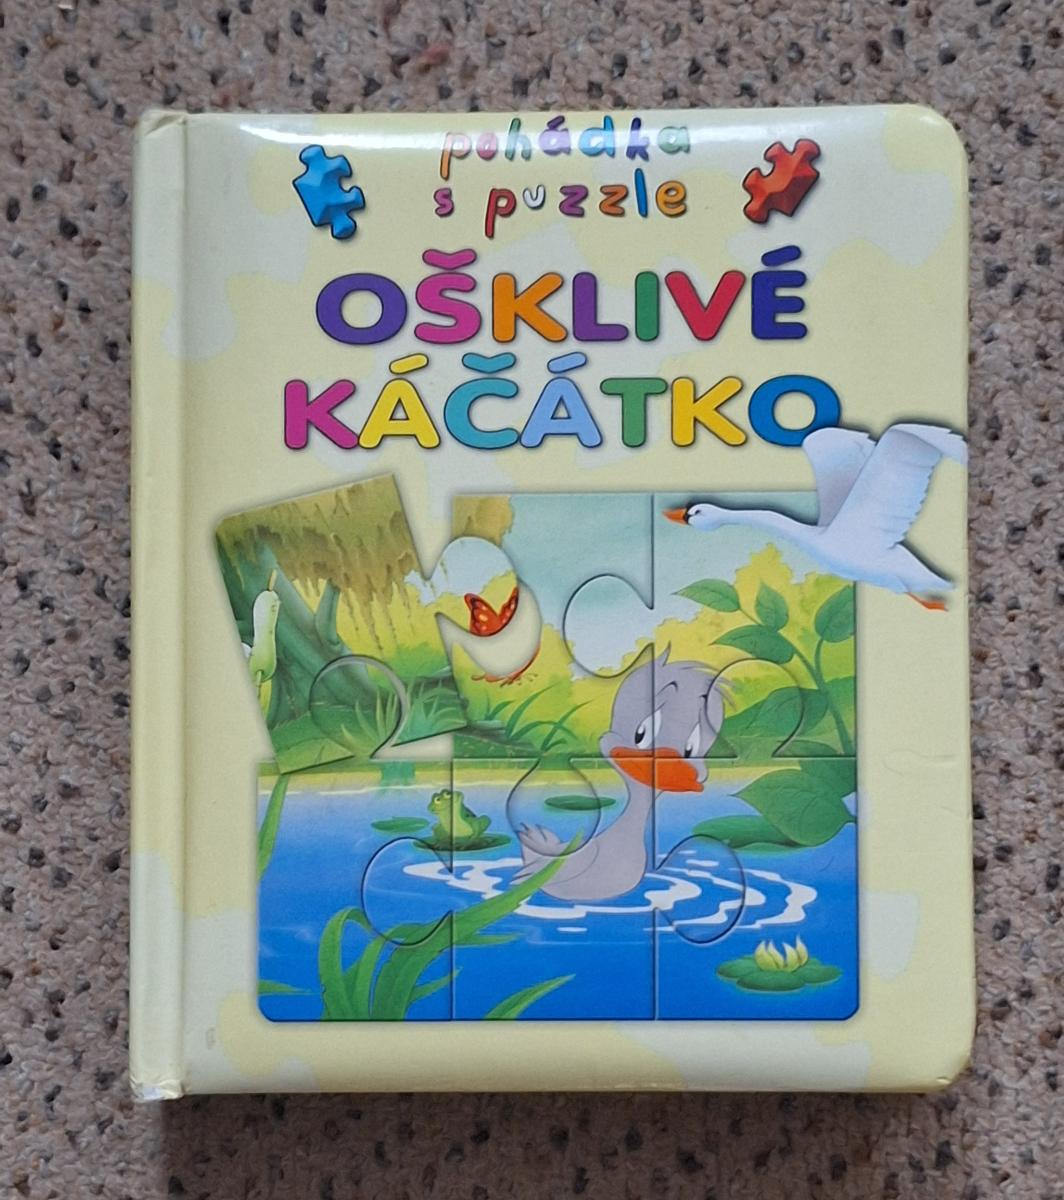 pohádka
s puzzle
OŠKLIVÉ
KÁČÁTKO